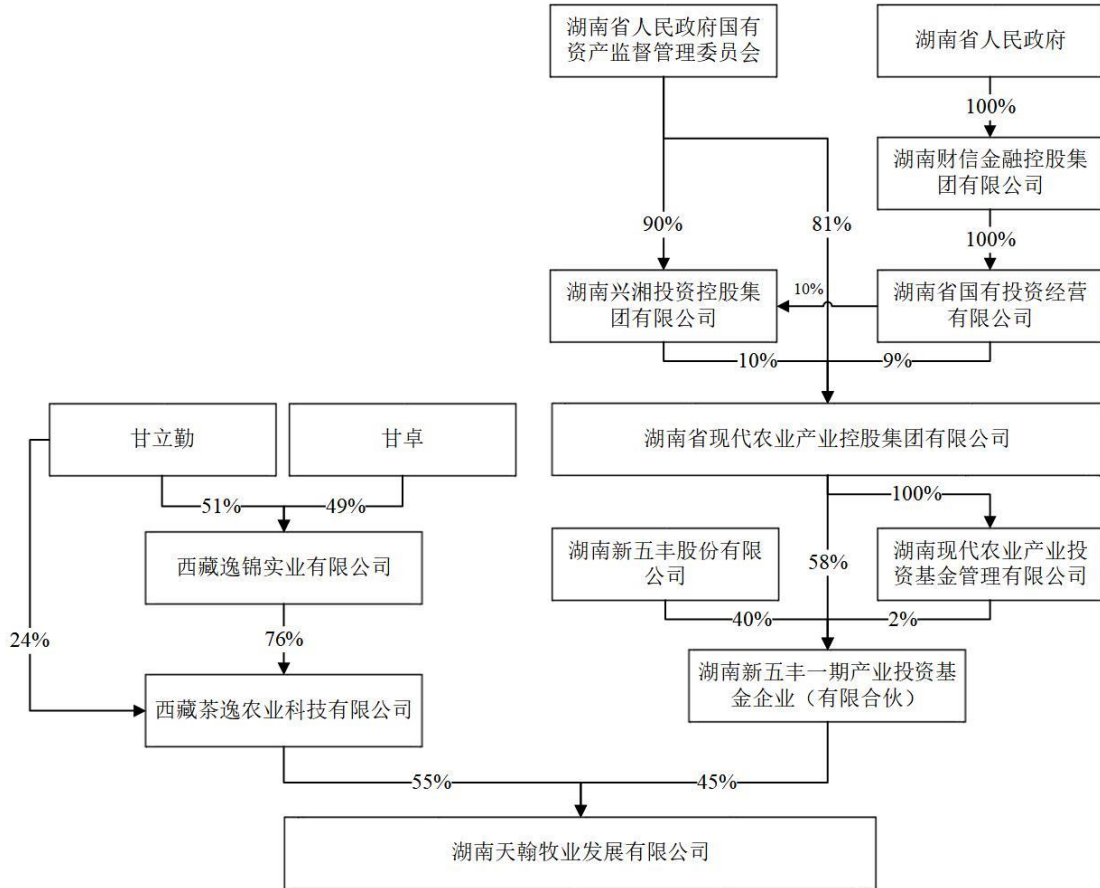 湖南省人民政府国有
资产监督管理委员会
湖南省人民政府
100%
湖南财信金融控股集
团有限公司
90%
81%
100%
湖南兴湘投资控股集
团有限公司
10%
湖南省国有投资经营
有限公司
10%
9%
甘立勤
甘卓
湖南省现代农业产业控股集团有限公司
51%
49%
100%
西藏逸锦实业有限公司
湖南新五丰股份有限
公司
58%
湖南现代农业产业投
资基金管理有限公司
24%
76%
40%
2%
西藏茶逸农业科技有限公司
湖南新五丰一期产业投资基
金企业（有限合伙）
55%
45%
湖南天翰牧业发展有限公司